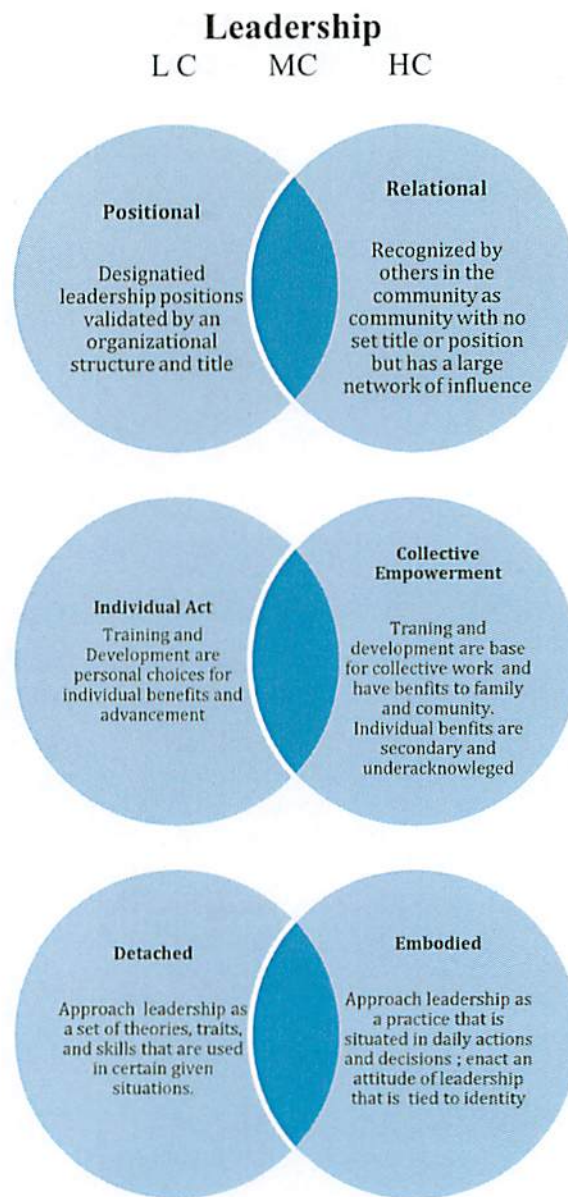 Leadership
L C MC HC
Positional
Designatied
leadership positions
validated by an
organizational
structure and title
Relational
Recognized by
others in the
community as
community with no
set title or position
but has a large
network of influence
Individual Act
Training and
Development are
personal choices for
individual benefits and
advancement
Collective
Empowerment
Traning and
development are base
for collective work and
have benfits to family
and comunity.
Individual benfits are
secondary and
underacknowleged
Detached
Approach leadership as
a set of theories, traits,
and skills that are used
in certain given
situations.
Embodied
Approach leadership as
a practice that is
situated in daily actions
and decisions ; enact an
attitude of leadership
that is tied to identity